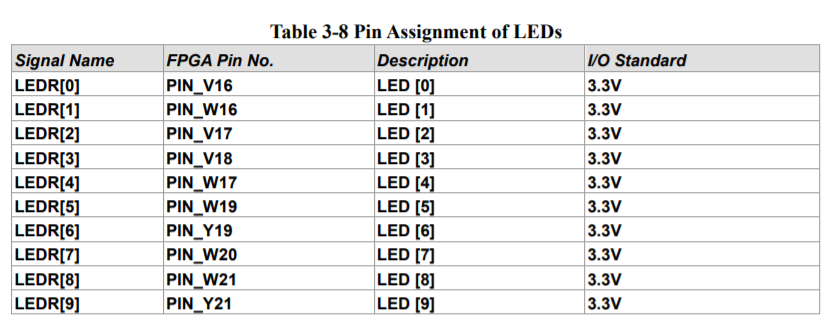 Table 3-8 Pin Assignment of LEDs
Signal Name FPGA Pin No. Description I/O Standard
LEDR[0] PIN_V16 LED [0] 3.3V
LEDR[1] PIN_W16 LED [1] 3.3V
LEDR[2] PIN_V17 LED [2] 3.3V
LEDR[3] PIN_V18 LED [3] 3.3V
LEDR[4] PIN_W17 LED [4] 3.3V
LEDR[5] PIN_W19 LED [5] 3.3V
LEDR[6] PIN_Y19 LED [6] 3.3V
LEDR[7] PIN_W20 LED [7] 3.3V
LEDR[8] PIN_W21 LED [8] 3.3V
LEDR[9] PIN_Y21 LED [9] 3.3V